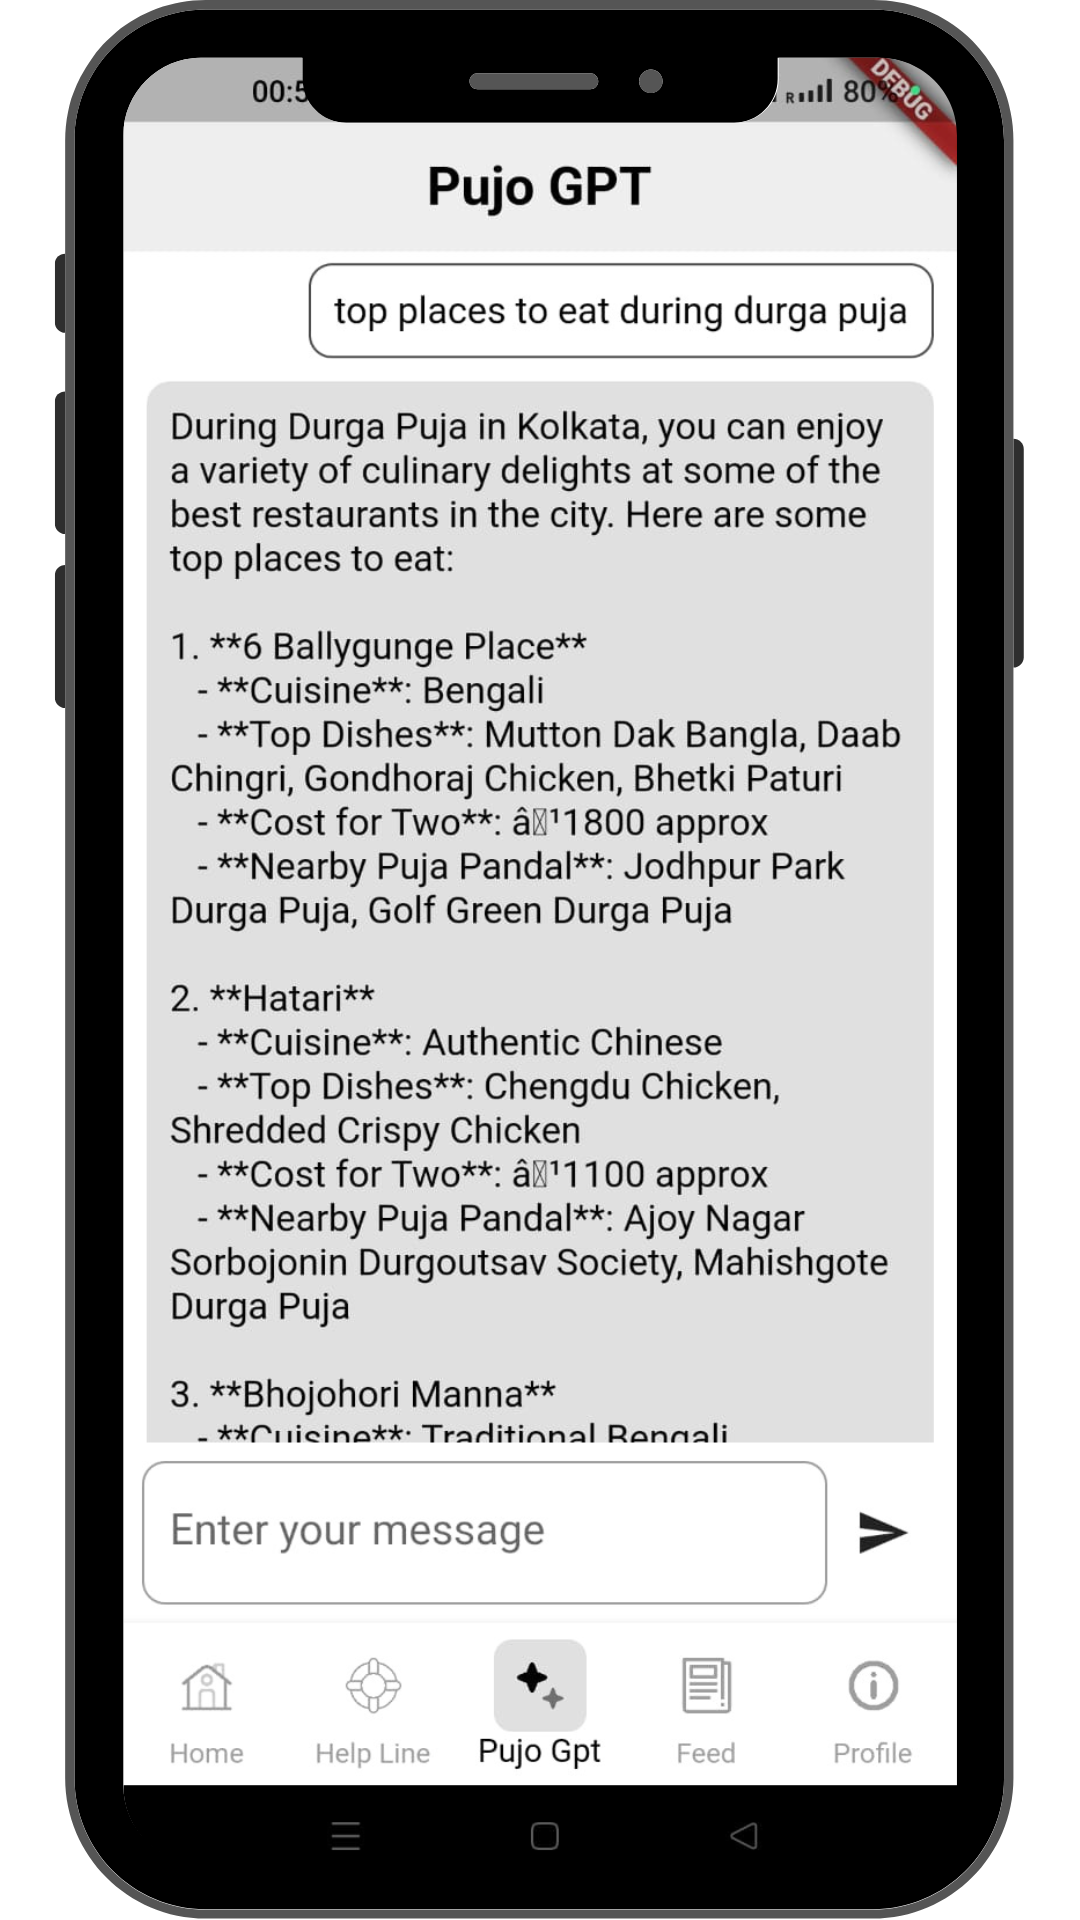 00:5
R 80%
DEBUG
Pujo GPT
top places to eat during durga puja
During Durga Puja in Kolkata, you can enjoy
a variety of culinary delights at some of the
best restaurants in the city. Here are some
top places to eat:
1. **6 Ballygunge Place**
- **Cuisine**: Bengali
- **Top Dishes**: Mutton Dak Bangla, Daab
Chingri, Gondhoraj Chicken, Bhetki Paturi
- **Cost for Two**: â¹1800 approx
- **Nearby Puja Pandal**: Jodhpur Park
Durga Puja, Golf Green Durga Puja
2. **Hatari**
- **Cuisine**: Authentic Chinese
- **Top Dishes**: Chengdu Chicken,
Shredded Crispy Chicken
- **Cost for Two**: â¹1100 approx
- **Nearby Puja Pandal**: Ajoy Nagar
Sorbojonin Durgoutsav Society, Mahishgote
Durga Puja
3. **Bhojohori Manna**
- **Cuisine**: Traditional Bengali
Enter your message
Home
Help Line
Pujo Gpt
Feed
Profile